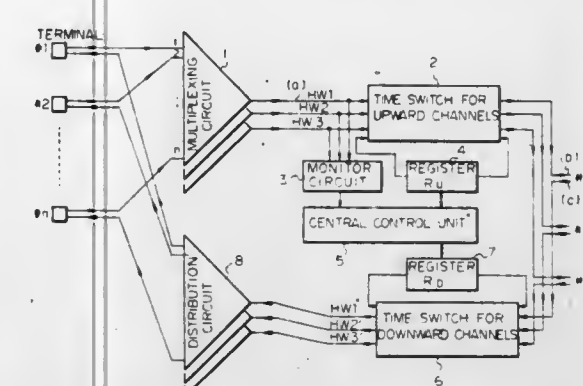 TERMINAL
#1
#2
#n
1
n
MULTIPLEXING
CIRCUIT
1
(a)
HW1
HW2
HW3
2
TIME SWITCH FOR
UPWARD CHANNELS
3
MONITOR
CIRCUIT
4
REGISTER
RU
CENTRAL CONTROL UNIT
5
7
REGISTER
RD
(b)
(c)
#
#
#
DISTRIBUTION
CIRCUIT
8
HW1'
HW2'
HW3'
TIME SWITCH FOR
DOWNWARD CHANNELS
6